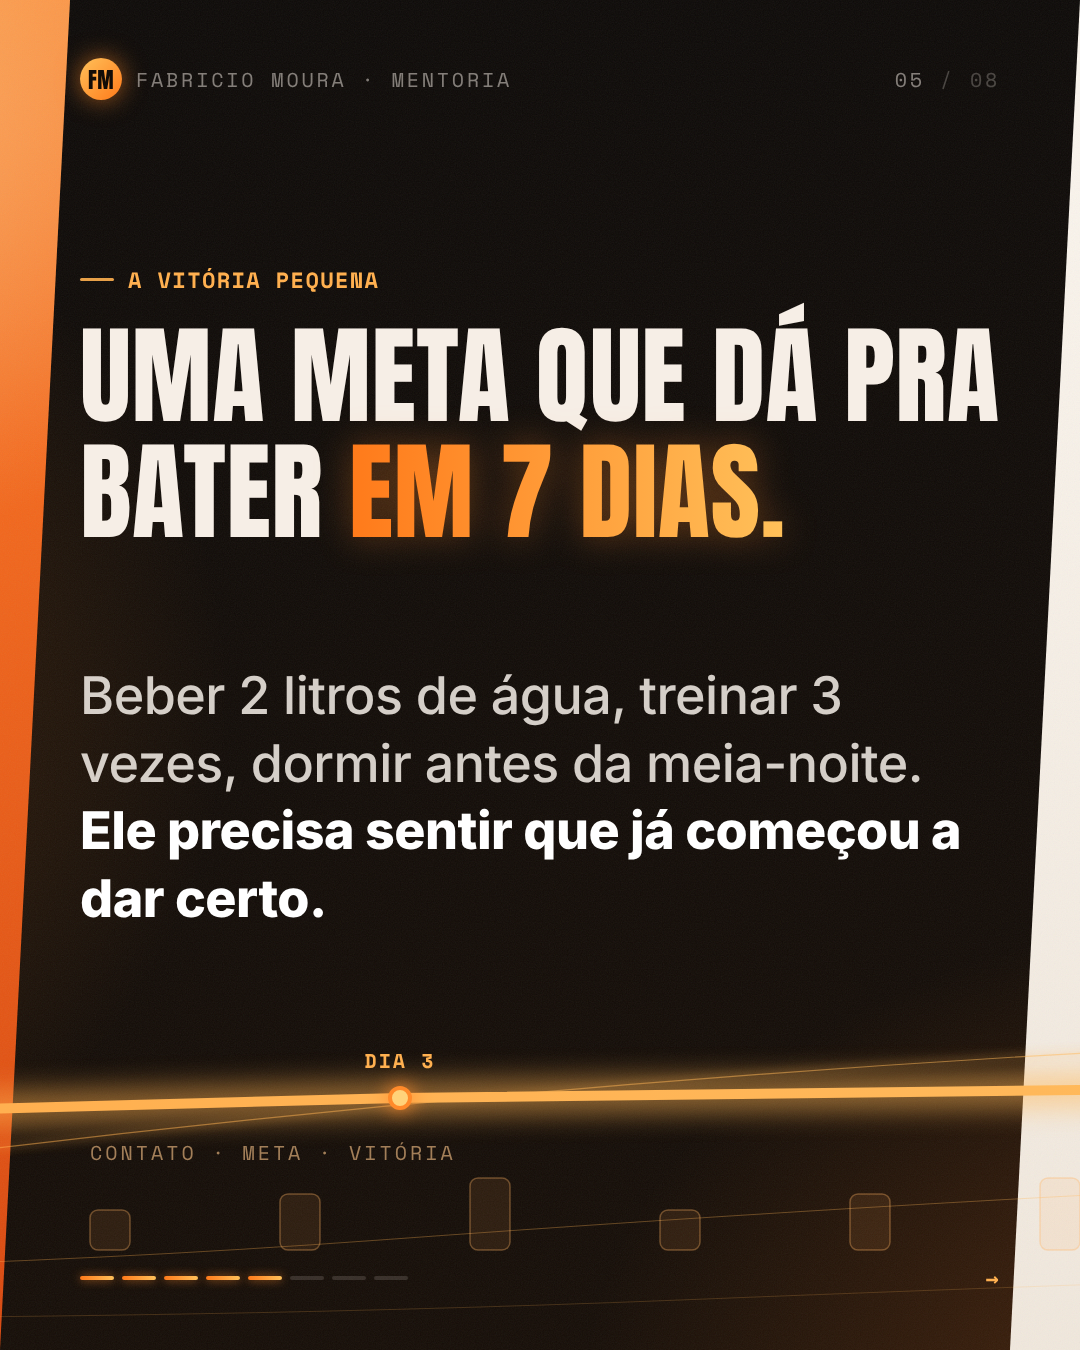 FM FABRICIO MOURA · MENTORIA
05 / 08
A VITÓRIA PEQUENA
UMA META QUE DÁ PRA
BATER EM 7 DIAS.
Beber 2 litros de água, treinar 3
vezes, dormir antes da meia-noite.
Ele precisa sentir que já começou a
dar certo.
DIA 3
CONTATO · META · VITÓRIA
→